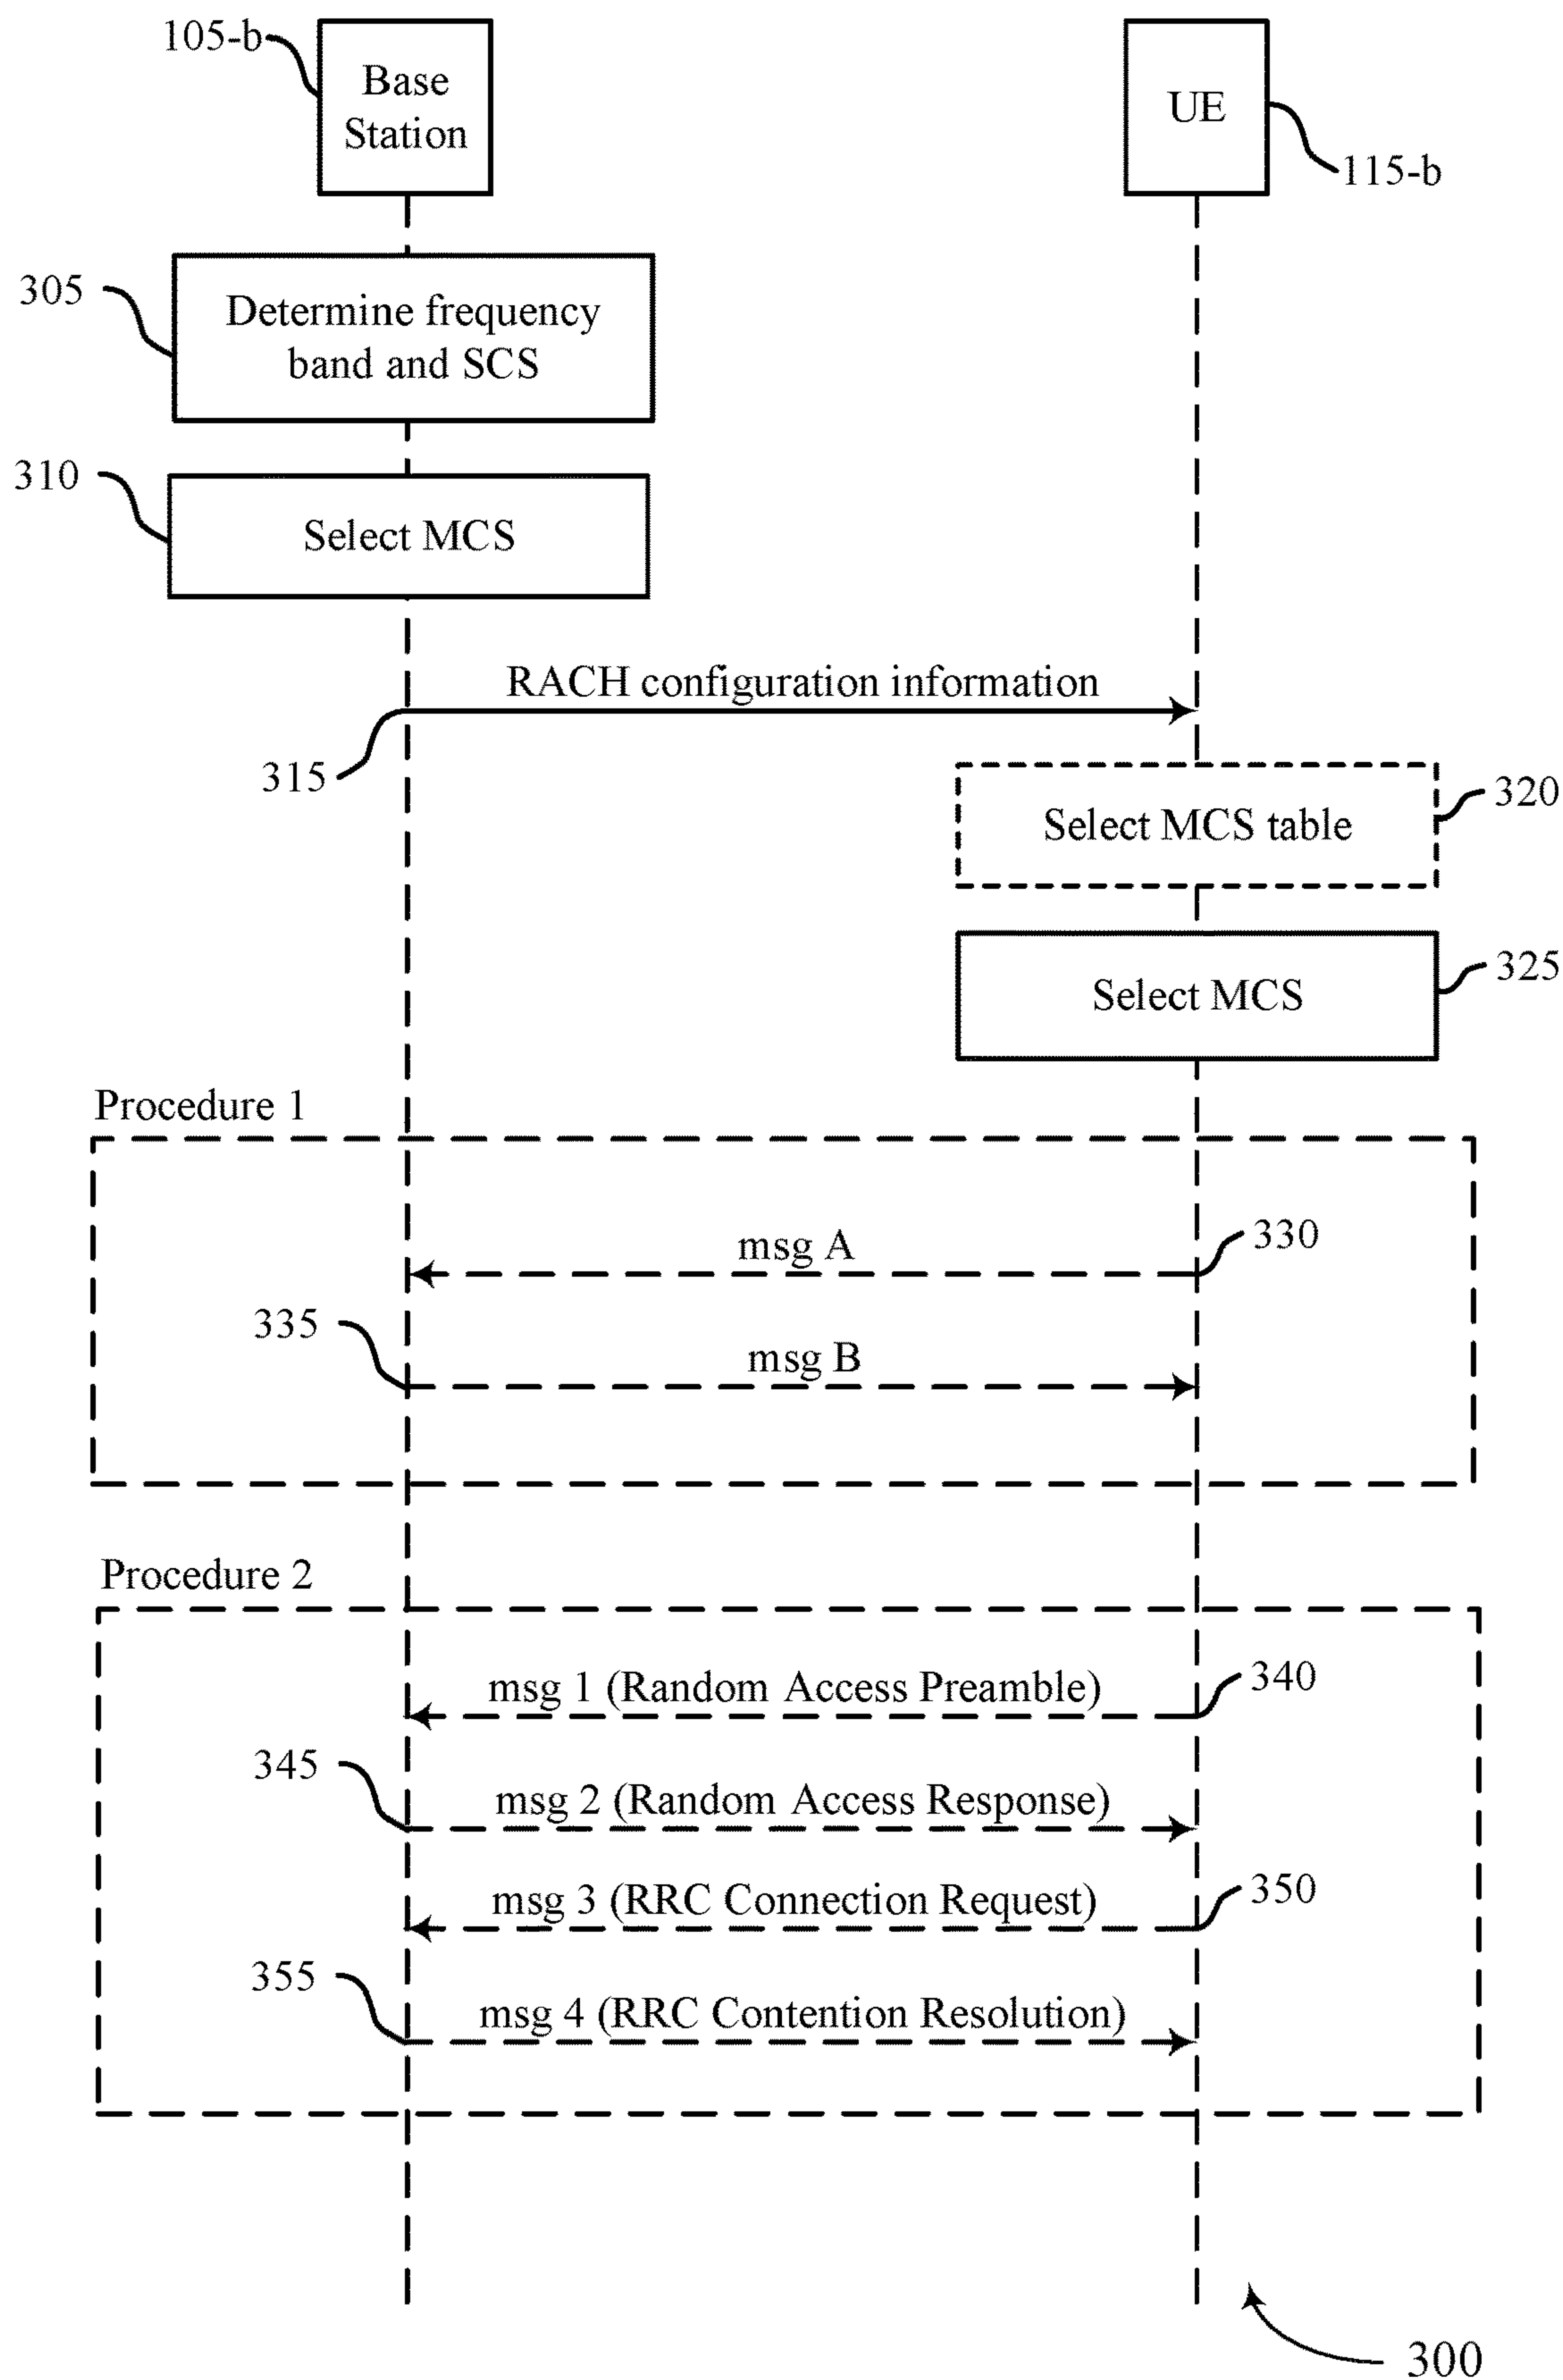 105-b
Base
Station
UE
115-b
305
Determine frequency
band and SCS
310
Select MCS
RACH configuration information
315
Select MCS table
320
Select MCS
325
Procedure 1
msg A
330
335
msg B
Procedure 2
msg 1 (Random Access Preamble)
340
345
msg 2 (Random Access Response)
msg 3 (RRC Connection Request)
350
355
msg 4 (RRC Contention Resolution)
300